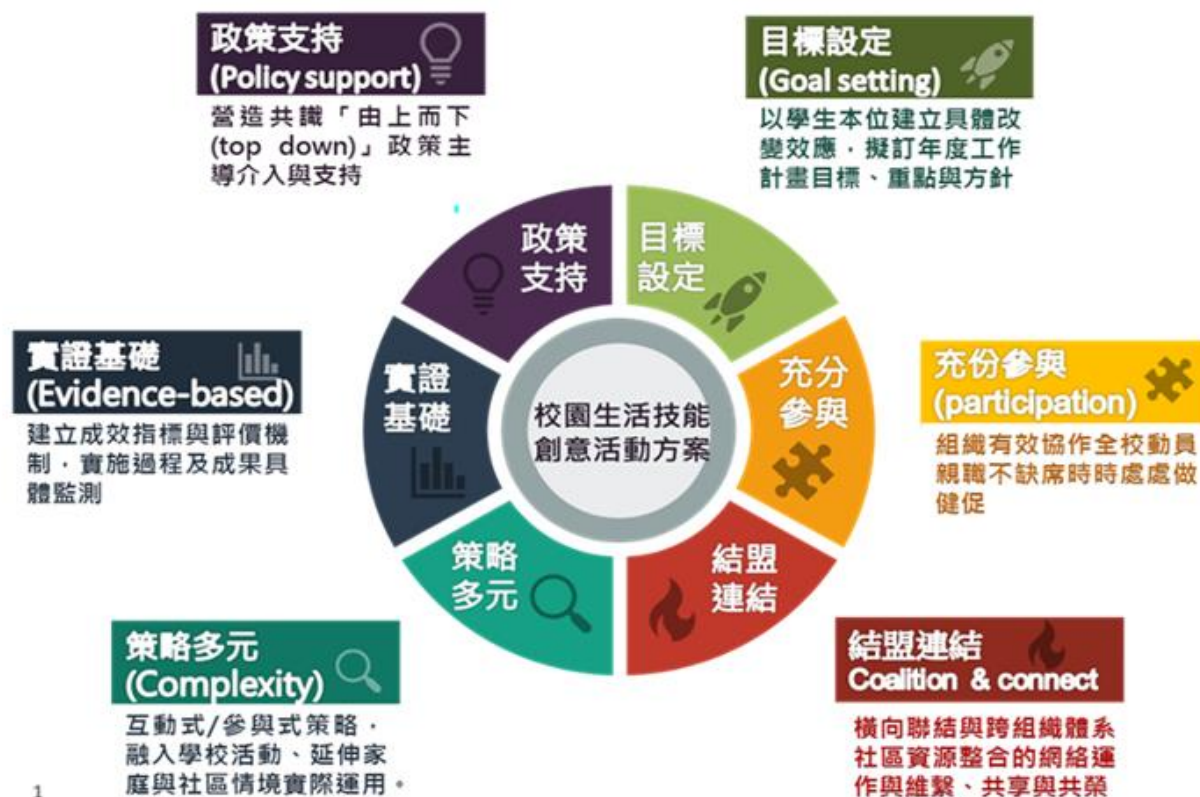 政策支持
(Policy support)
營造共識「由上而下
(top down)」政策主
導介入與支持
目標設定
(Goal setting)
以學生本位建立具體改
變效應，擬訂年度工作
計畫目標、重點與方針
政策
支持
目標
設定
實證基礎
(Evidence-based)
建立成效指標與評價機
制，實施過程及成果具
體監測
實證
基礎
校園生活技能
創意活動方案
充分
參與
充份參與
(participation)
組織有效協作全校動員
親職不缺席時時處處做
健促
策略
多元
結盟
連結
策略多元
(Complexity)
互動式/參與式策略，
融入學校活動、延伸家
庭與社區情境實際運用。
結盟連結
Coalition & connect
橫向聯結與跨組織體系
社區資源整合的網絡運
作與維繫、共享與共榮
1